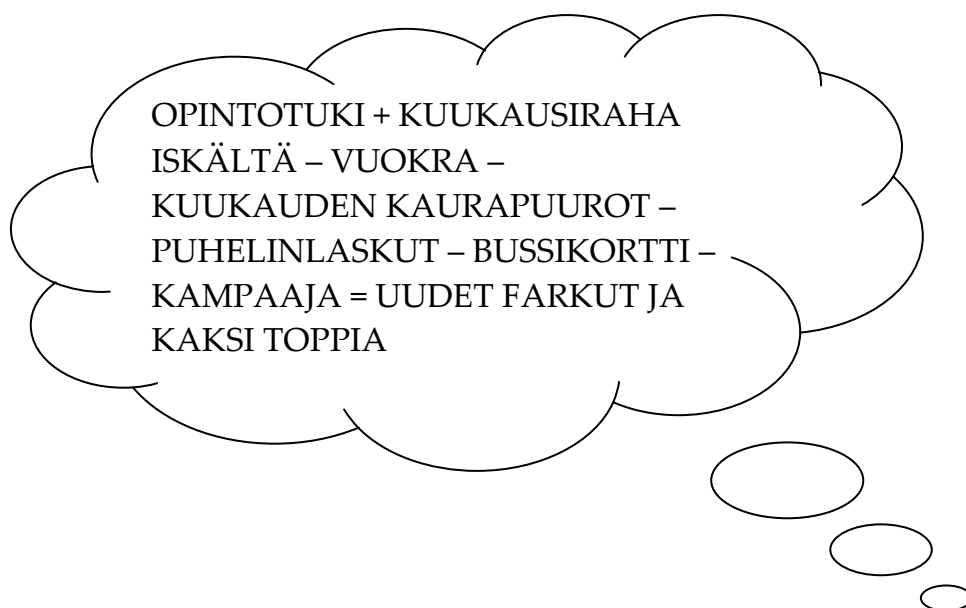 OPINTOTUKI + KUUKAUSIRAHA
ISKÄLTÄ – VUOKRA –
KUUKAUDEN KAURAPUUROT –
PUHELINLASKUT – BUSSIKORTTI –
KAMPAAJA = UUDET FARKUT JA
KAKSI TOPPIA